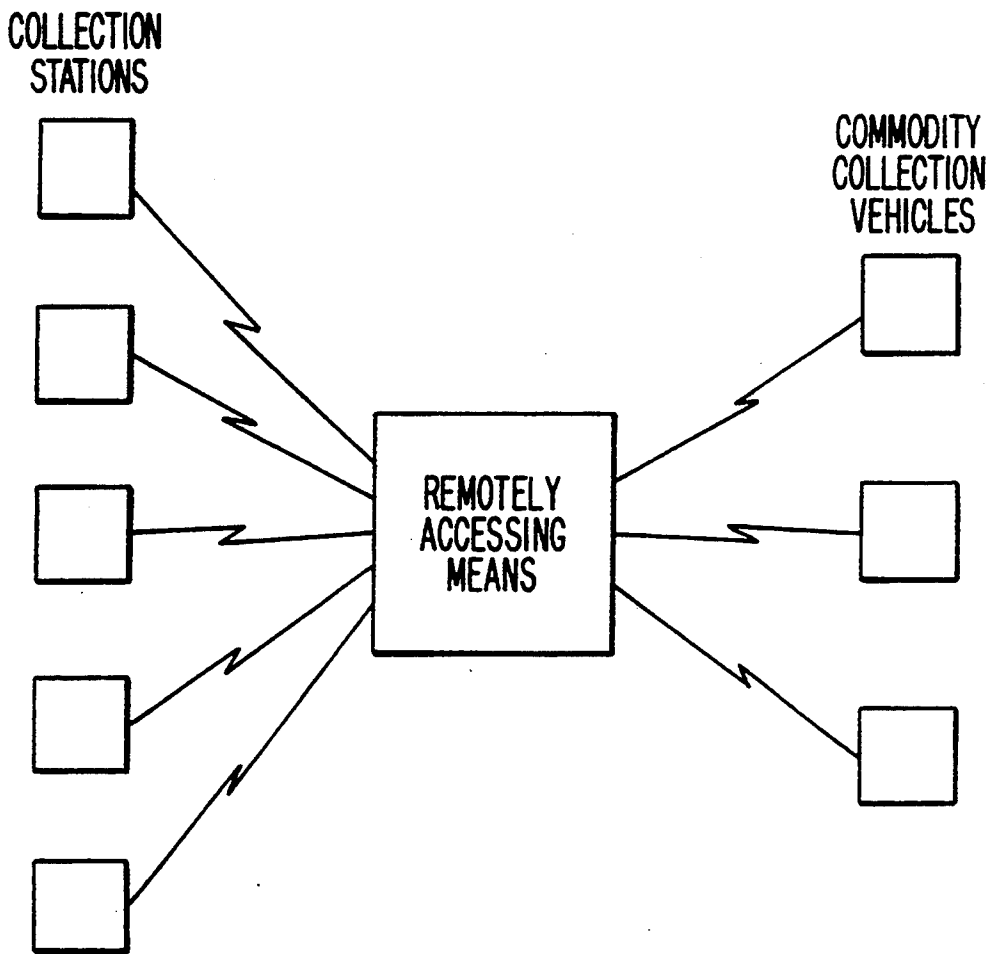 COLLECTION
STATIONS
COMMODITY
COLLECTION
VEHICLES
REMOTELY
ACCESSING
MEANS